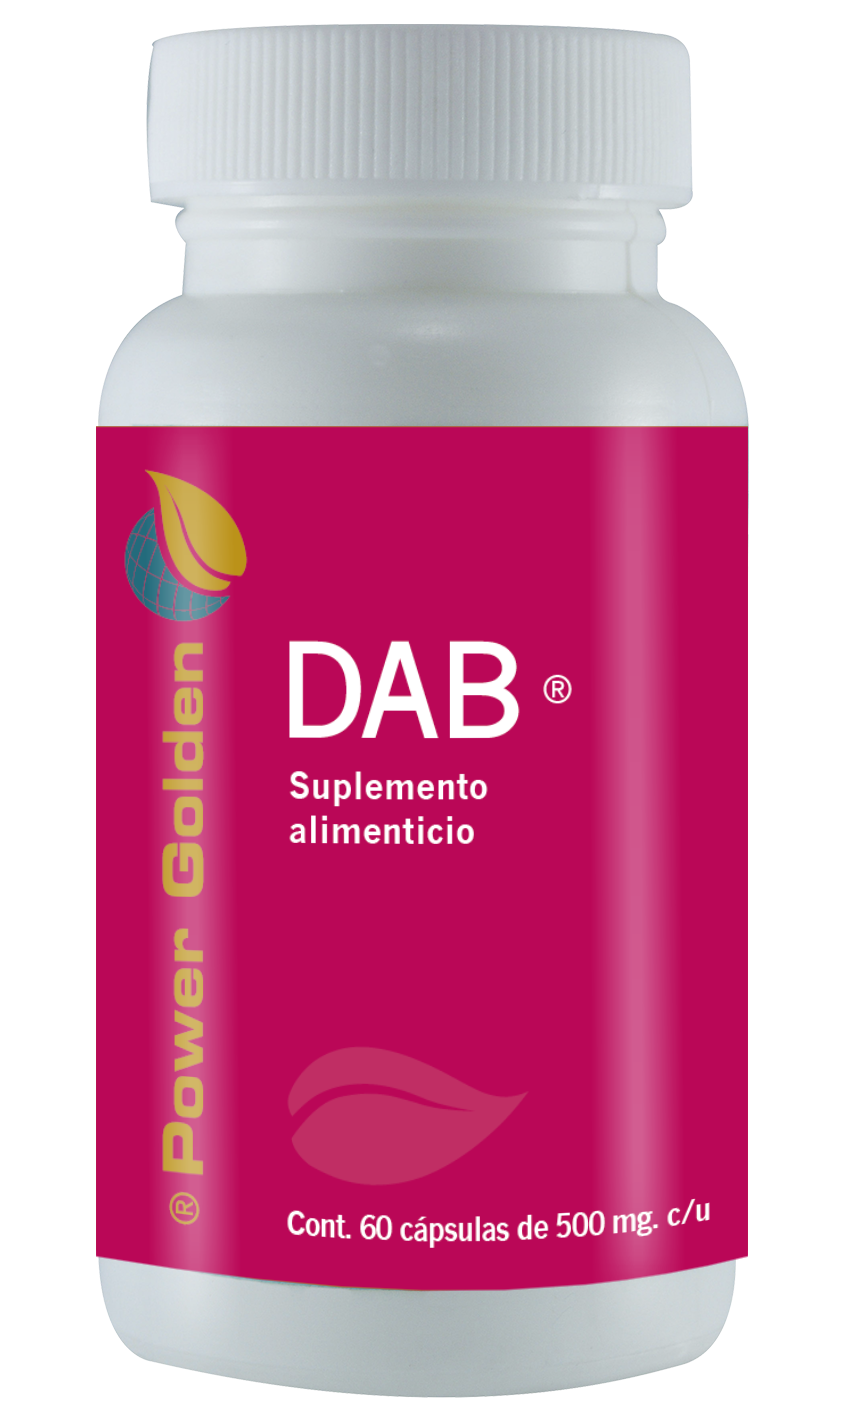 DAB ®
Suplemento
alimenticio
® Power Golden
Cont. 60 cápsulas de 500 mg. c/u